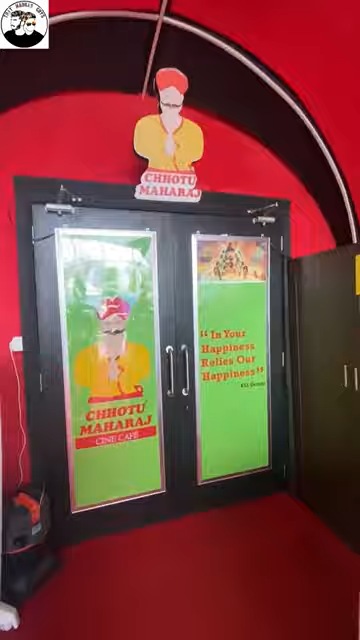 CHHOTU
MAHARAJ
CHHOTU
MAHARAJ
CINE CAFE
“In Your
Happiness
Relies Our
Happiness”